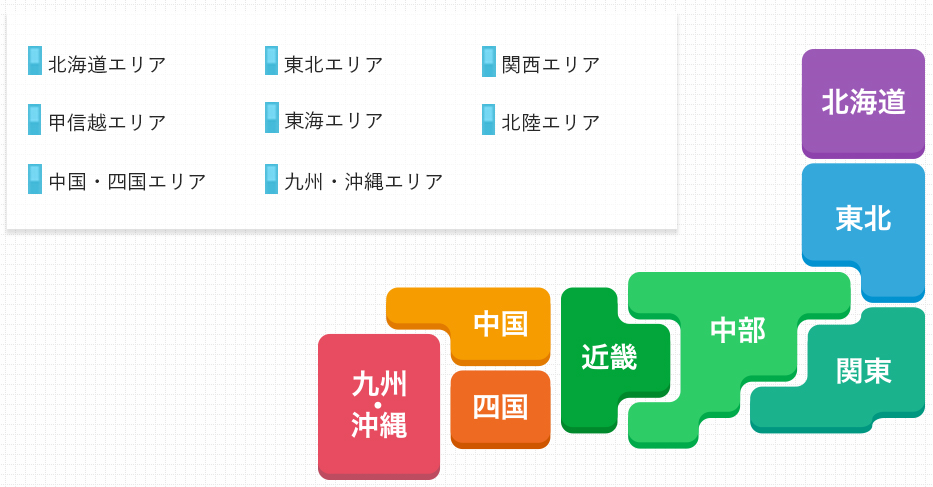 北海道エリア
東北エリア
関西エリア
甲信越エリア
東海エリア
北陸エリア
中国・四国エリア
九州・沖縄エリア
北海道
東北
中部
関東
近畿
中国
四国
九州
・
沖縄